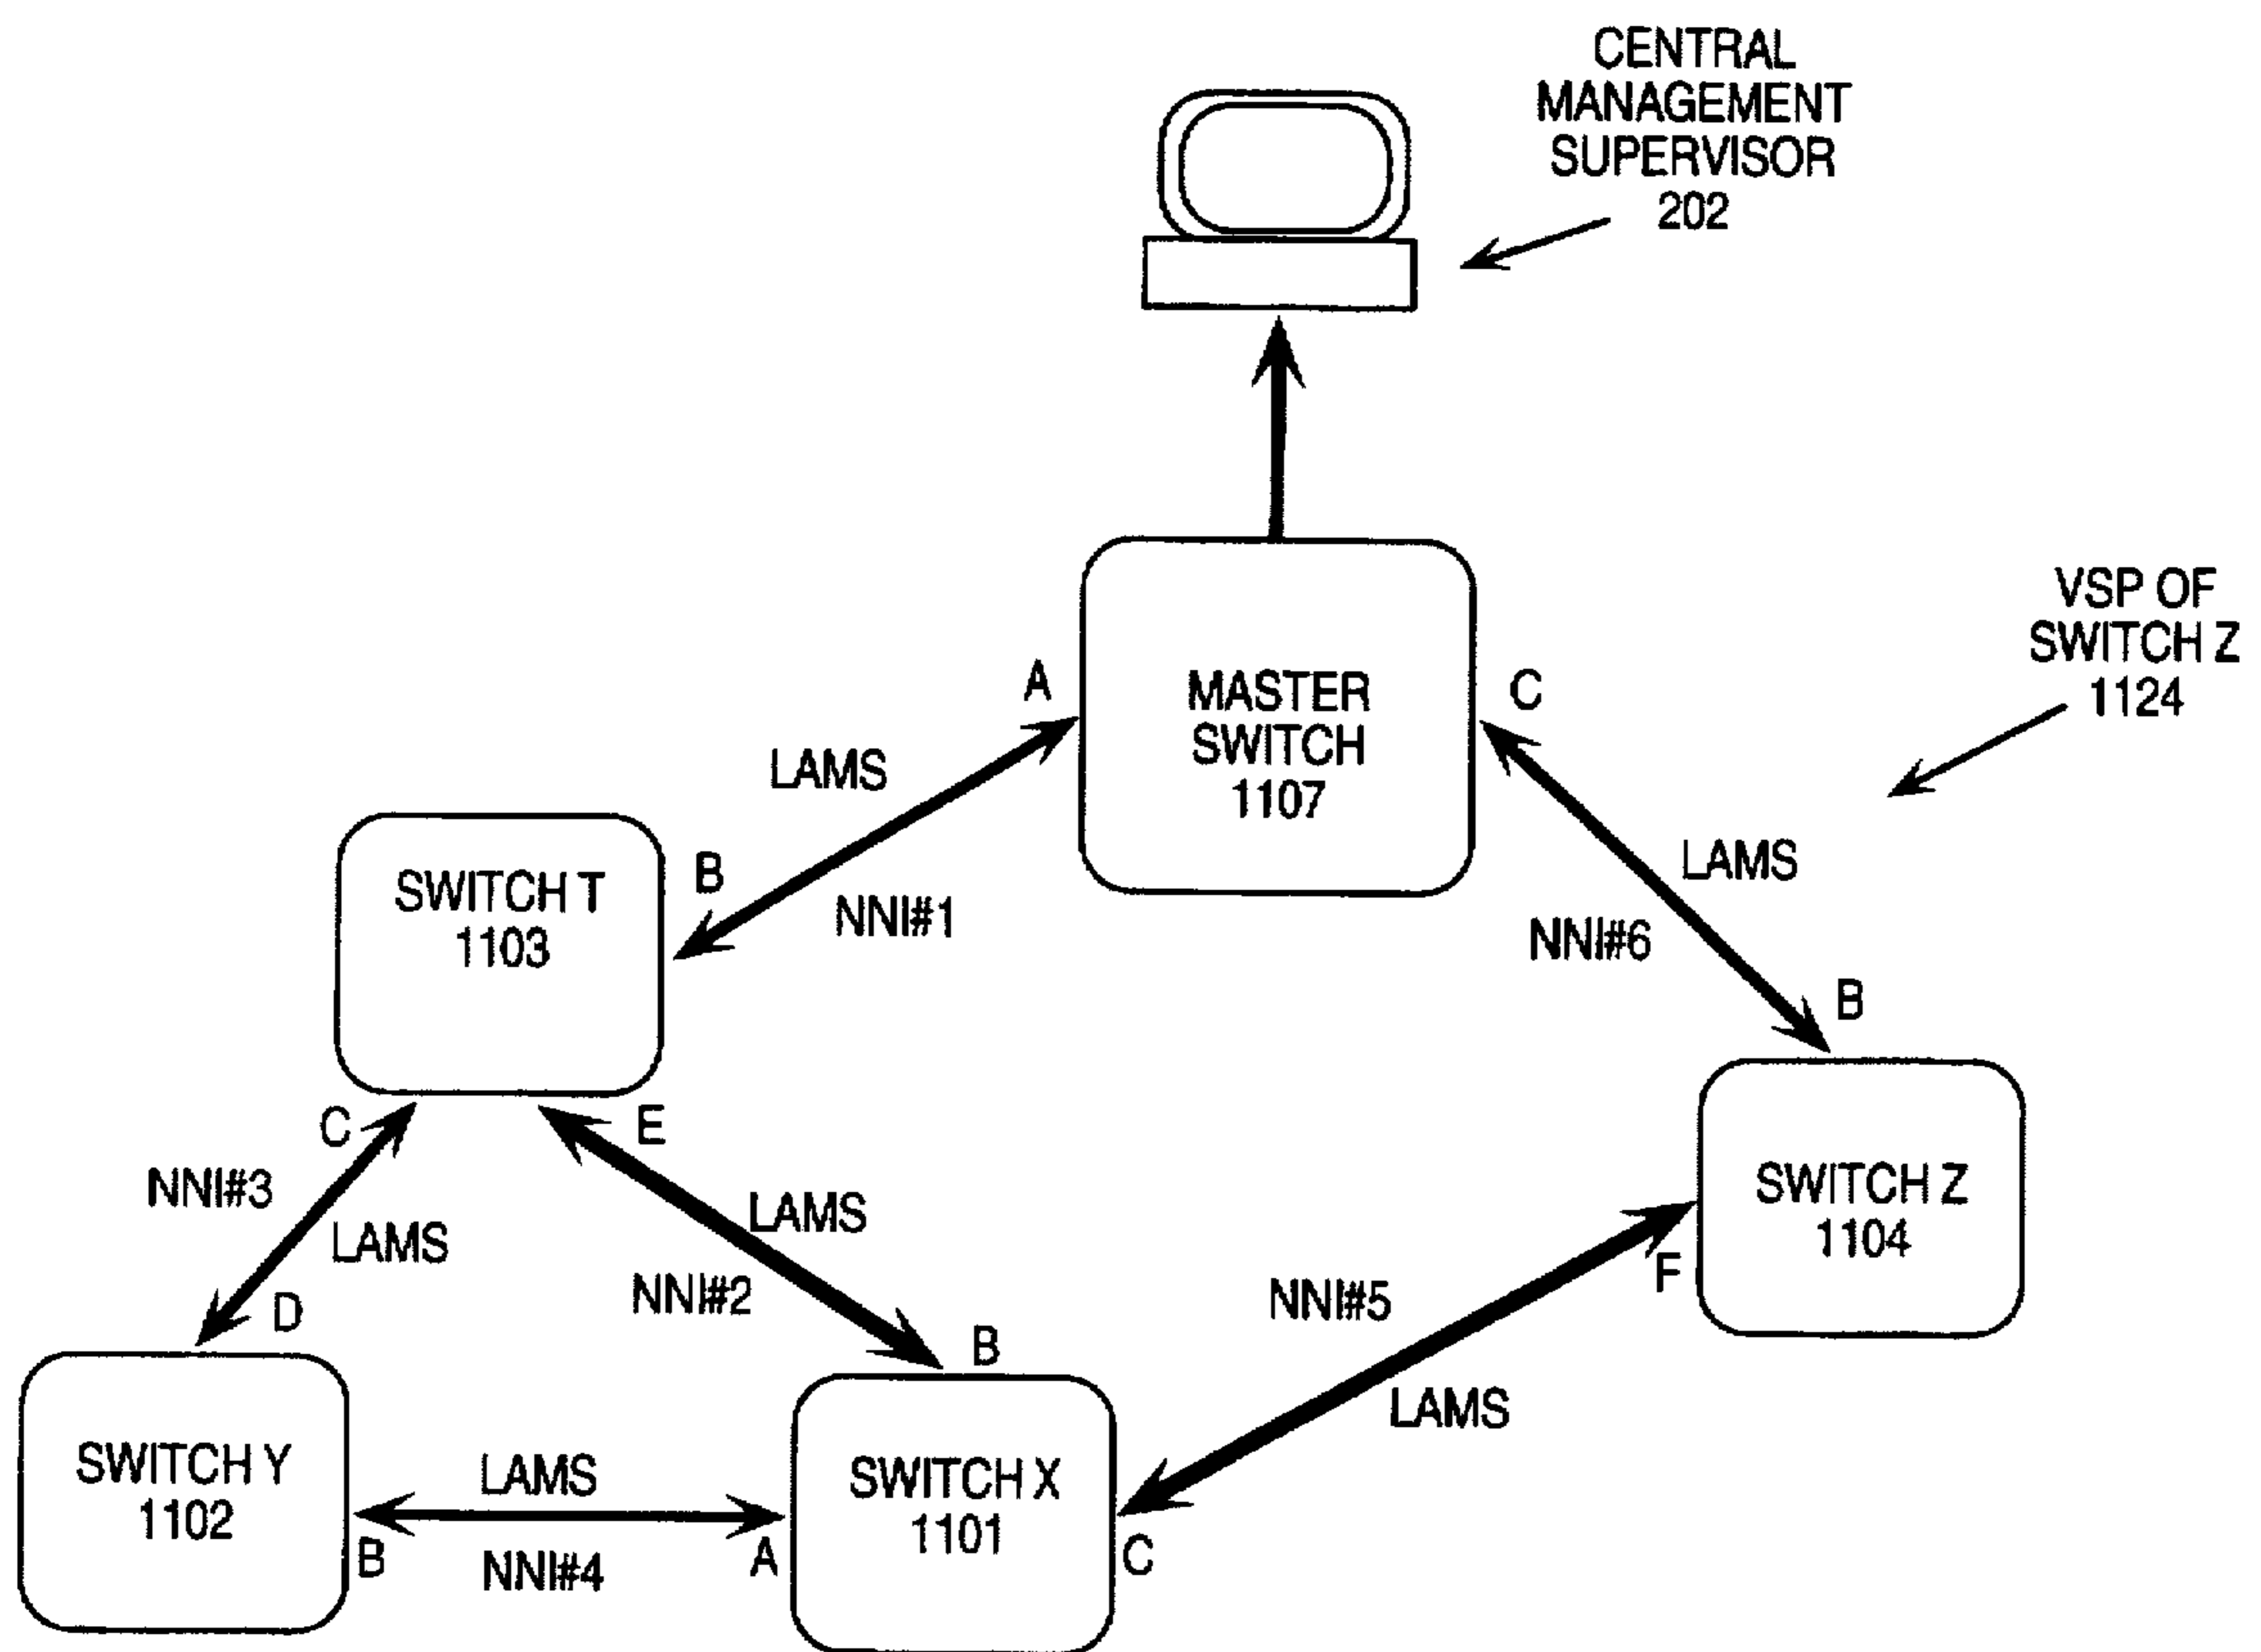 CENTRAL
MANAGEMENT
SUPERVISOR
202
VSP OF
SWITCH Z
1124
A
MASTER
SWITCH
1107
C
LAMS
LAMS
SWITCH T
1103
B
NNI#1
NNI#6
B
C
E
NNI#3
LAMS
LAMS
SWITCH Z
1104
D
NNI#2
NNI#5
F
B
LAMS
SWITCH Y
1102
LAMS
SWITCH X
1101
B
NNI#4
A
C